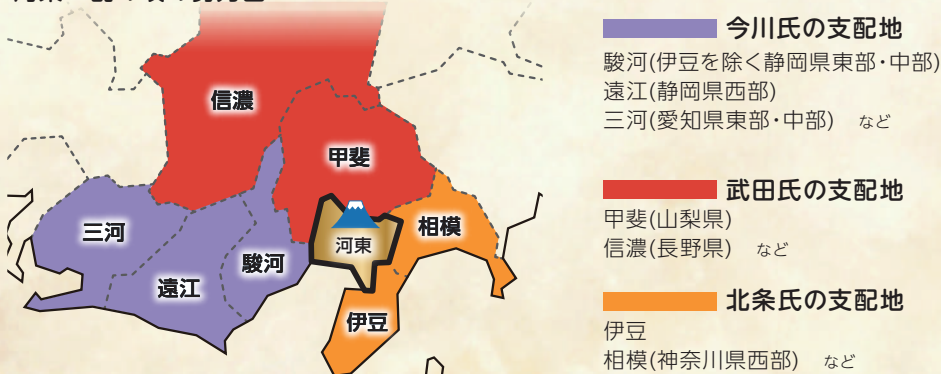 今川氏の支配地
駿河(伊豆を除く静岡県東部・中部)
遠江(静岡県西部)
三河(愛知県東部・中部) など
武田氏の支配地
甲斐(山梨県)
信濃(長野県) など
北条氏の支配地
伊豆
相模(神奈川県西部) など
信濃
甲斐
三河
遠江
駿河
河東
相模
伊豆